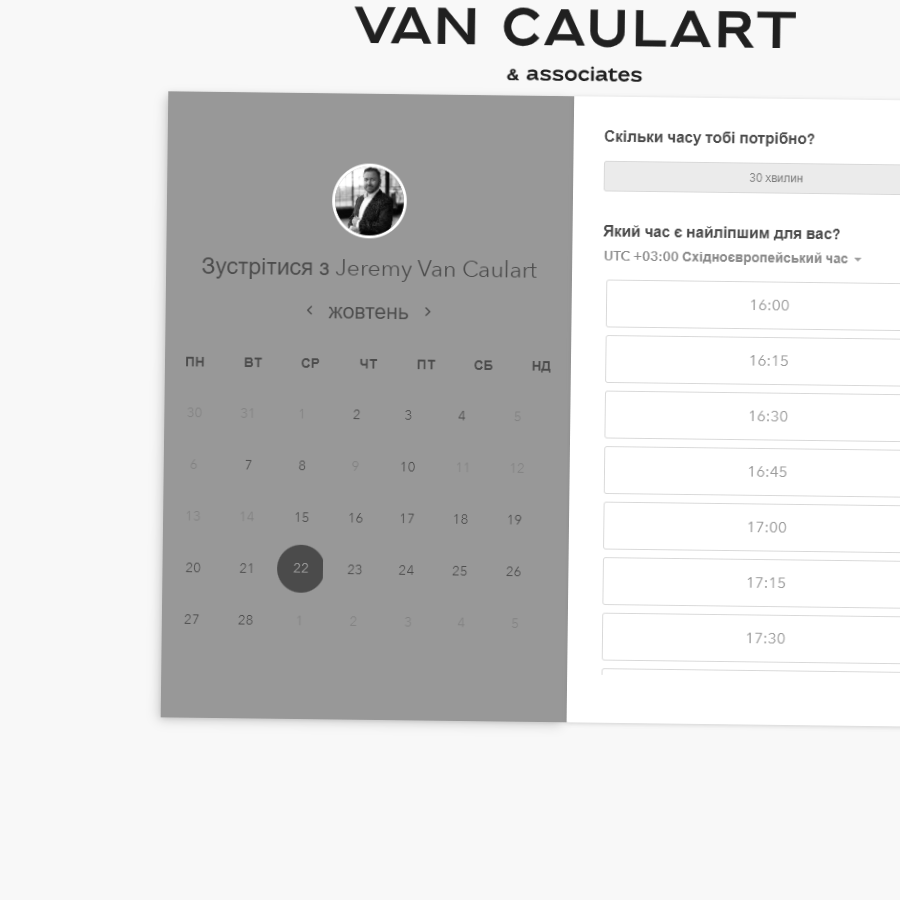 VAN CAULART
& associates
Зустрітися з Jeremy Van Caulart
жовтень
ПН ВТ СР ЧТ ПТ СБ НД
30 31 1 2 3 4 5
6 7 8 9 10 11 12
13 14 15 16 17 18 19
20 21 22 23 24 25 26
27 28 1 2 3 4 5
Скільки часу тобі потрібно?
30 хвилин
Який час є найліпшим для вас?
UTC +03:00 Східноєвропейський час
16:00
16:15
16:30
16:45
17:00
17:15
17:30